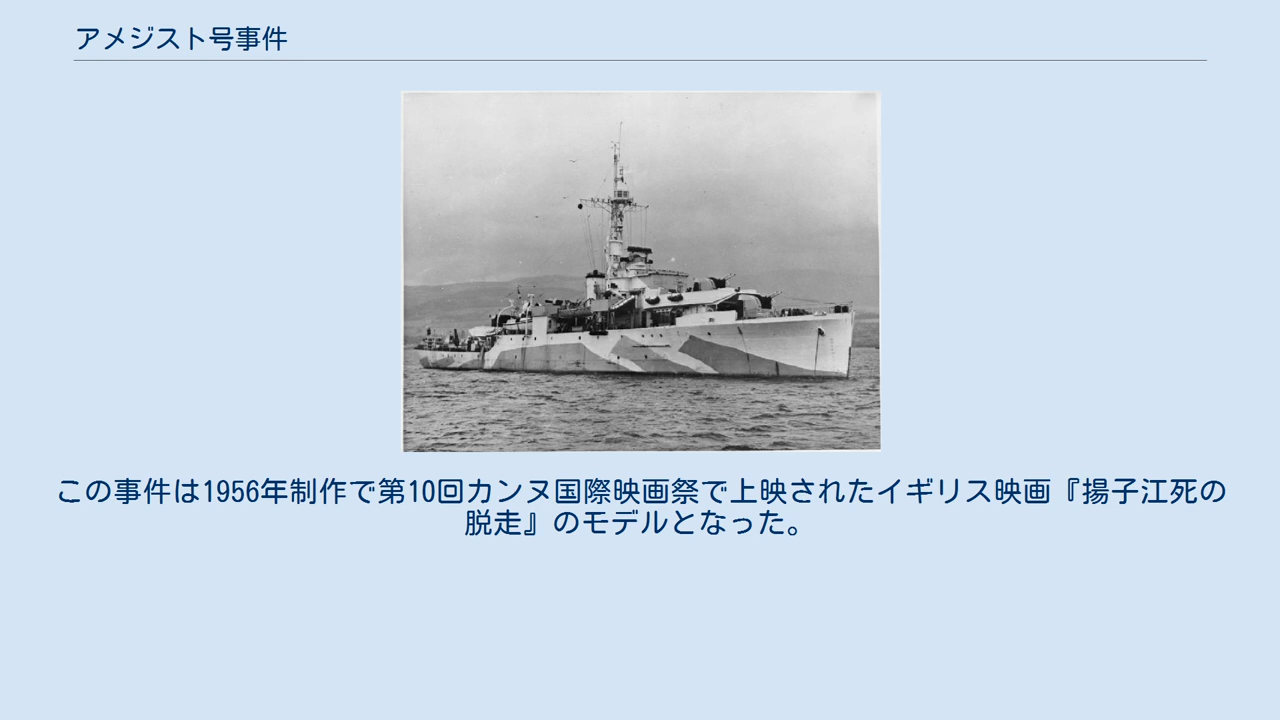 アメジスト号事件
この事件は1956年制作で第10回カンヌ国際映画祭で上映されたイギリス映画『揚子江死の
脱走』のモデルとなった。